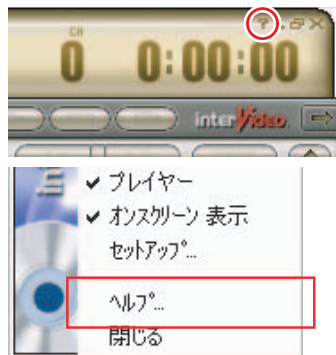 ?
CH
0 0:00:00
interVideo
✔ プレイヤー
✔ オンスクリーン 表示
セットアップ...
ヘルプ...
閉じる